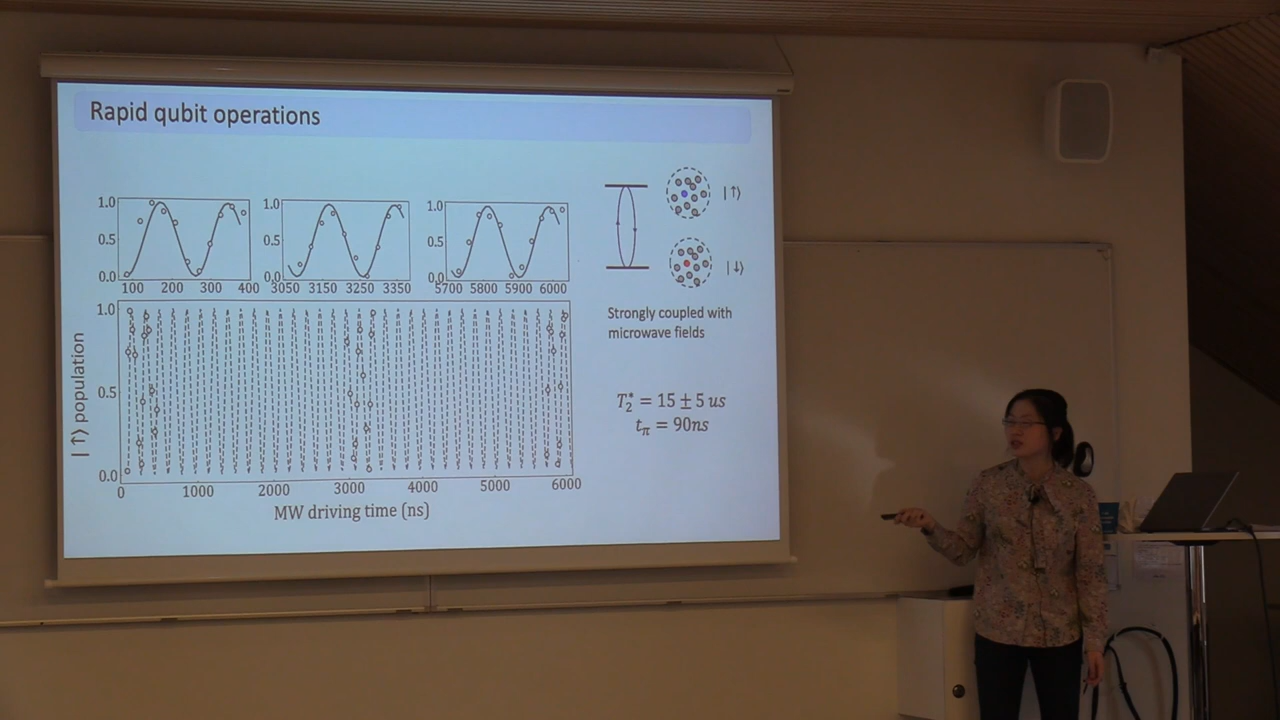 Rapid qubit operations
1.0
0.5
0.0
100 200 300 400
1.0
0.5
0.0
3050 3150 3250 3350
1.0
0.5
0.0
5700 5800 5900 6000
|↑⟩
|↓⟩
Strongly coupled with
microwave fields
T₂* = 15 ± 5 us
tπ = 90ns
|↑⟩ population
1.0
0.5
0.0
0 1000 2000 3000 4000 5000 6000
MW driving time (ns)